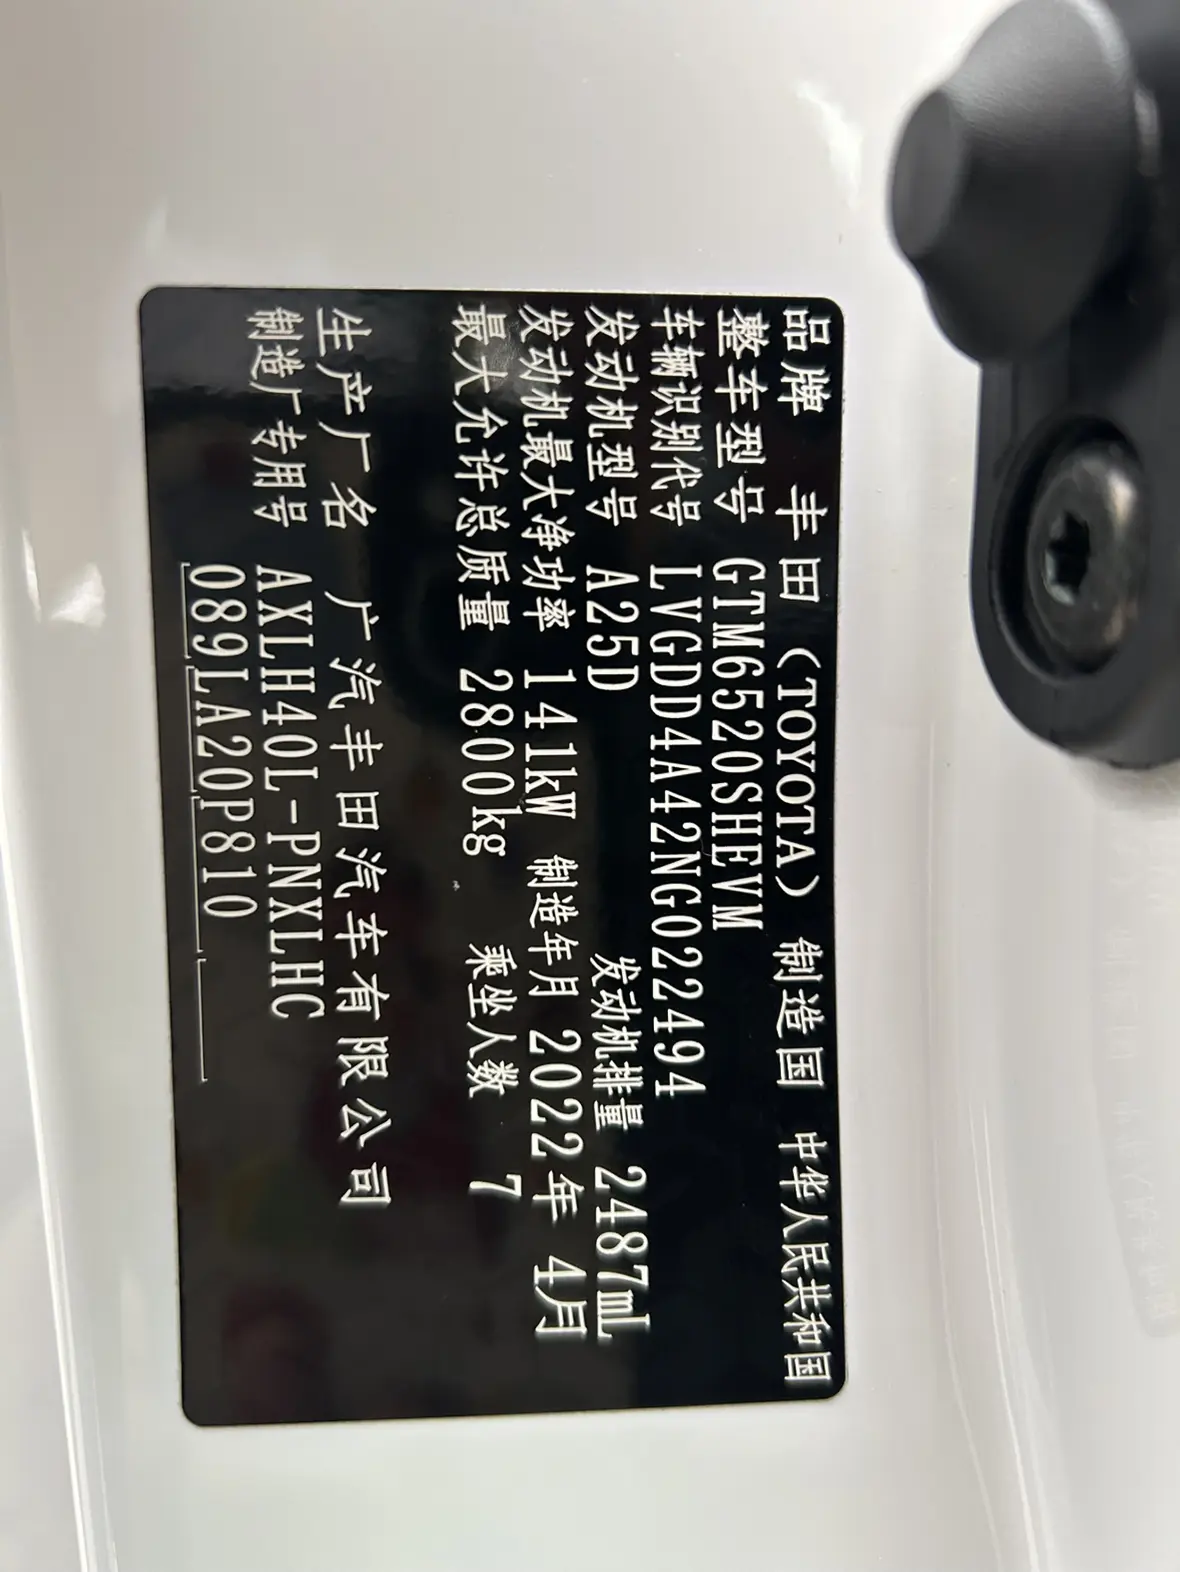 品牌 丰田（TOYOTA） 制造国 中华人民共和国
整车型号 GTM6520SHEVM
车辆识别代号 LVGDD4A42NG022494
发动机型号 A25D 发动机排量 2487mL
发动机最大净功率 141kW 制造年月 2022年 4月
最大允许总质量 2800kg 乘坐人数 7
生产厂名 广汽丰田汽车有限公司
制造厂专用号 AXLH40L-PNXLHC
089LA20P810